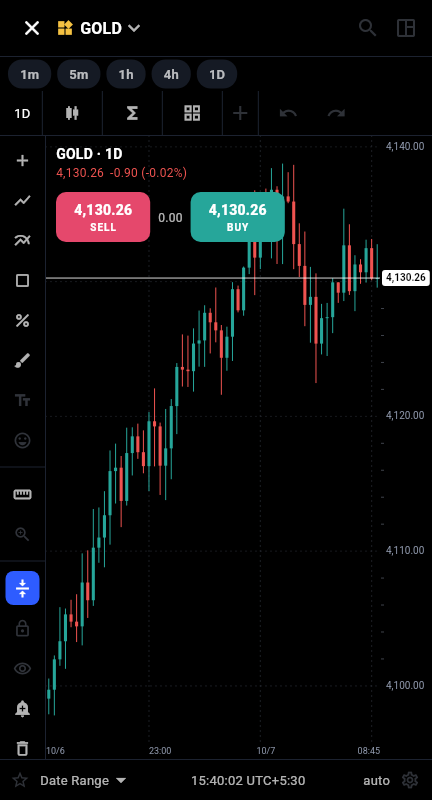 GOLD
1m 5m 1h 4h 1D
1D
GOLD · 1D
4,130.26 -0.90 (-0.02%)
4,130.26 SELL
0.00
4,130.26 BUY
4,140.00
4,130.26
4,120.00
4,110.00
4,100.00
10/6 23:00 10/7 08:45
Date Range 15:40:02 UTC+5:30 auto